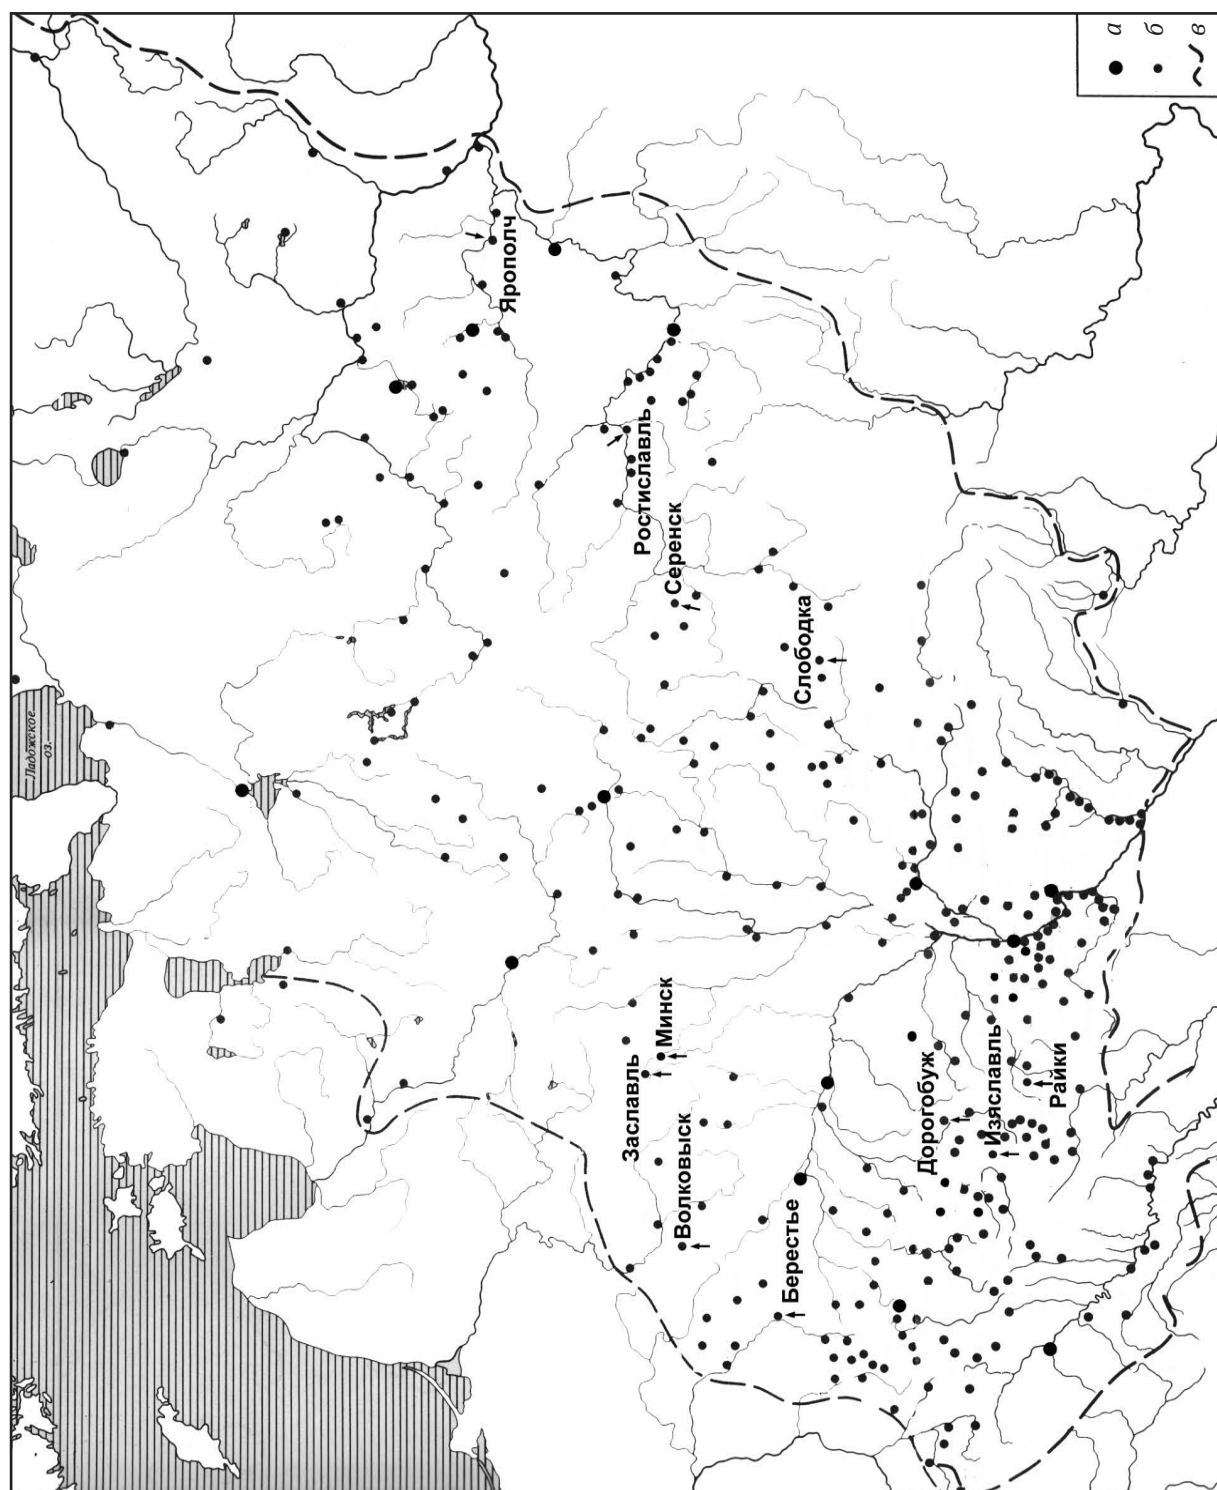 Ладожское
оз.
а
б
в
Ярополч
Ростиславль
Серенск
Слободка
Минск
Заславль
Волковыск
Берестье
Дорогобуж
Изяславль
Райки